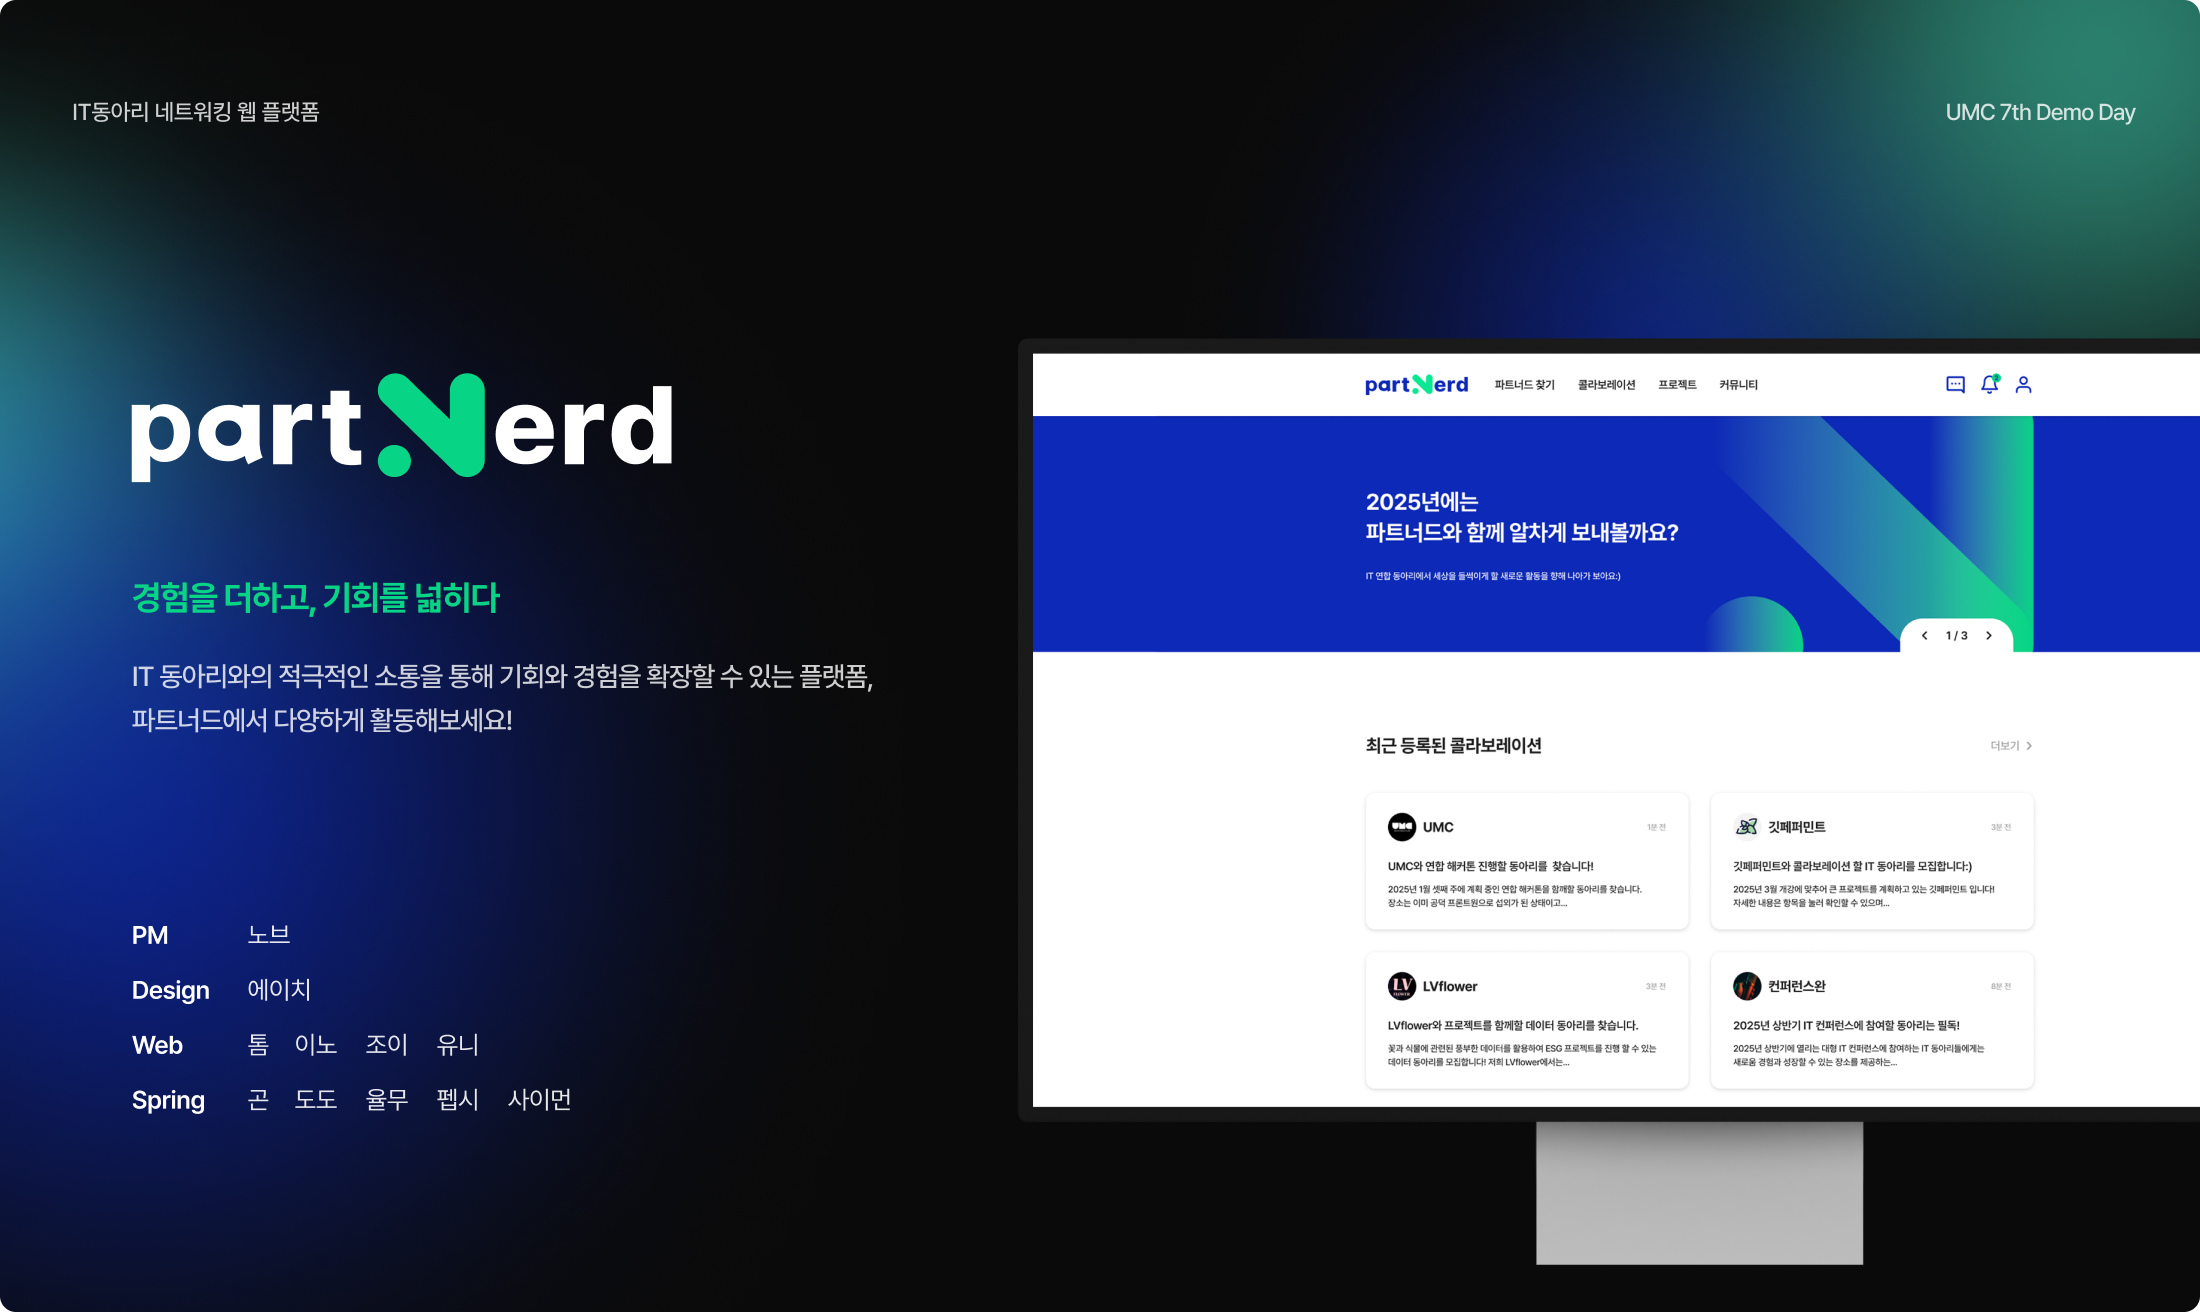 IT동아리 네트워킹 웹 플랫폼
UMC 7th Demo Day
partNerd
경험을 더하고, 기회를 넓히다
IT 동아리와의 적극적인 소통을 통해 기회와 경험을 확장할 수 있는 플랫폼,
파트너드에서 다양하게 활동해보세요!
PM 노브
Design 에이치
Web 톰 이노 조이 유니
Spring 곤 도도 율무 펩시 사이먼
partNerd 파트너드 찾기 콜라보레이션 프로젝트 커뮤니티
2025년에는
파트너드와 함께 알차게 보내볼까요?
IT 연합 동아리에서 세상을 들썩이게 할 새로운 활동을 향해 나아가 보아요:)
1 / 3
최근 등록된 콜라보레이션
더보기
UMC 1분 전
UMC와 연합 해커톤 진행할 동아리를 찾습니다!
2025년 1월 셋째 주에 계획 중인 연합 해커톤을 함께할 동아리를 찾습니다.
장소는 이미 공덕 프론트원으로 섭외가 된 상태이고...
깃페퍼민트 3분 전
깃페퍼민트와 콜라보레이션 할 IT 동아리를 모집합니다:)
2025년 3월 개강에 맞추어 큰 프로젝트를 계획하고 있는 깃페퍼민트 입니다!
자세한 내용은 항목을 눌러 확인할 수 있으며...
LV FLOWER
LVflower 3분 전
LVflower와 프로젝트를 함께할 데이터 동아리를 찾습니다.
꽃과 식물에 관련된 풍부한 데이터를 활용하여 ESG 프로젝트를 진행 할 수 있는
데이터 동아리를 모집합니다! 저희 LVflower에서는...
컨퍼런스완 8분 전
2025년 상반기 IT 컨퍼런스에 참여할 동아리는 필독!
2025년 상반기에 열리는 대형 IT 컨퍼런스에 참여하는 IT 동아리들에게는
새로움 경험과 성장할 수 있는 장소를 제공하는...